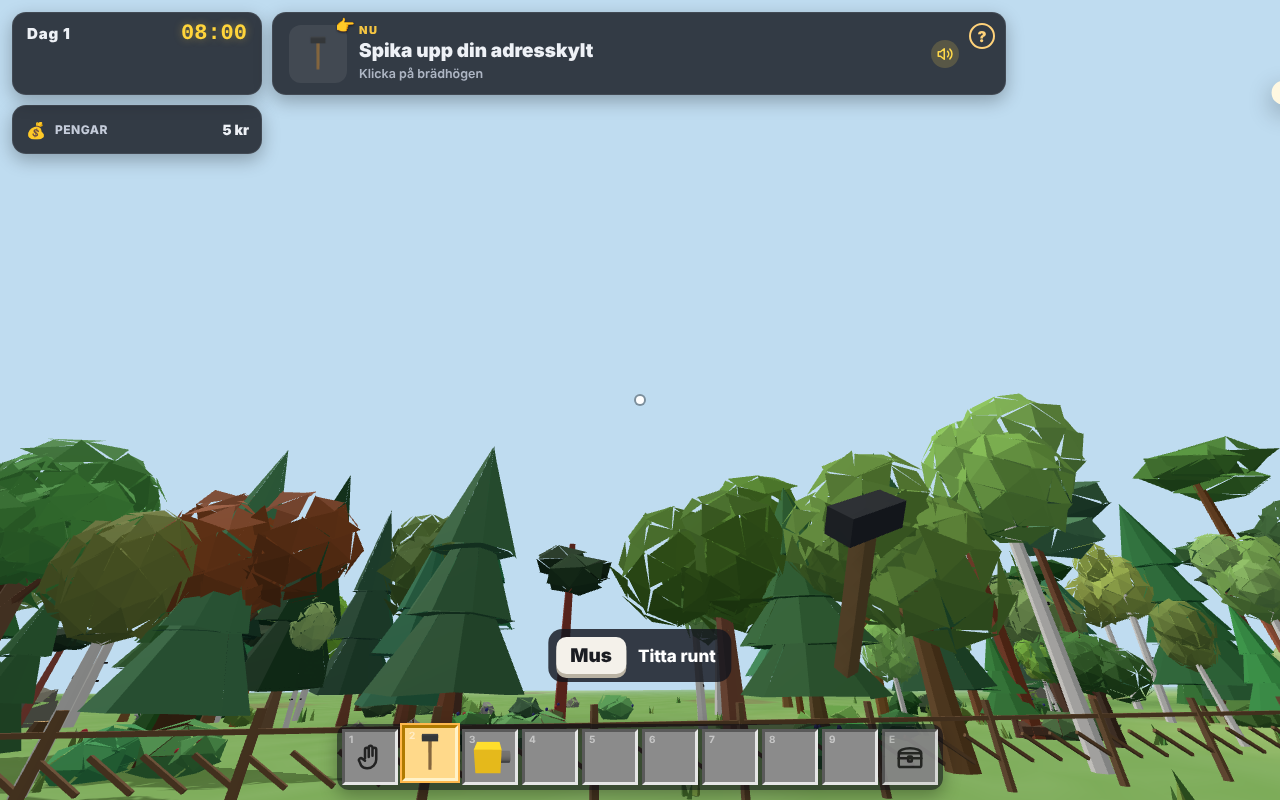 Dag 1
08:00
NU
Spika upp din adresskylt
Klicka på brädhögen
?
PENGAR
5 kr
Mus
Titta runt
1
2
3
4
5
6
7
8
9
E